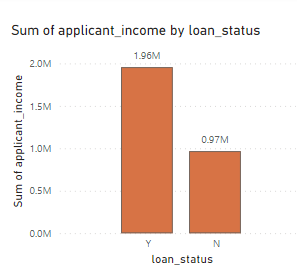 Sum of applicant_income by loan_status
Sum of applicant_income
2.0M
1.5M
1.0M
0.5M
0.0M
1.96M
0.97M
Y N
loan_status